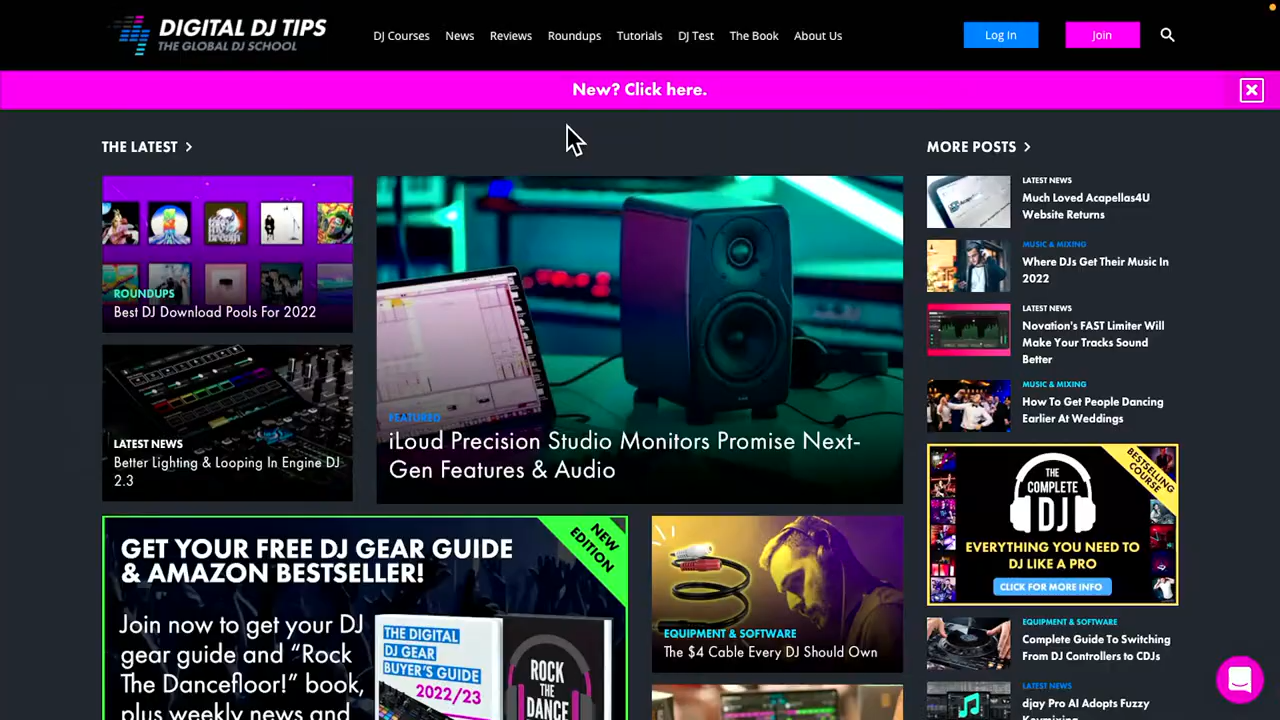 DIGITAL DJ TIPS
THE GLOBAL DJ SCHOOL
DJ Courses
News
Reviews
Roundups
Tutorials
DJ Test
The Book
About Us
Log In
Join
New? Click here.
THE LATEST
ROUNDUPS
Best DJ Download Pools For 2022
LATEST NEWS
Better Lighting & Looping In Engine DJ
2.3
FEATURED
iLoud Precision Studio Monitors Promise Next-
Gen Features & Audio
GET YOUR FREE DJ GEAR GUIDE
& AMAZON BESTSELLER!
NEW
EDITION
Join now to get your DJ
gear guide and “Rock
The Dancefloor!” book,
plus weekly news and
THE DIGITAL
DJ GEAR
BUYER'S GUIDE
2022/23
ROCK
THE
DANCE
EQUIPMENT & SOFTWARE
The $4 Cable Every DJ Should Own
MORE POSTS
LATEST NEWS
Much Loved Acapellas4U
Website Returns
MUSIC & MIXING
Where DJs Get Their Music In
2022
LATEST NEWS
Novation's FAST Limiter Will
Make Your Tracks Sound
Better
MUSIC & MIXING
How To Get People Dancing
Earlier At Weddings
THE
COMPLETE
DJ
BESTSELLING
COURSE
EVERYTHING YOU NEED TO
DJ LIKE A PRO
CLICK FOR MORE INFO
EQUIPMENT & SOFTWARE
Complete Guide To Switching
From DJ Controllers to CDJs
LATEST NEWS
djay Pro AI Adopts Fuzzy
Keymixing